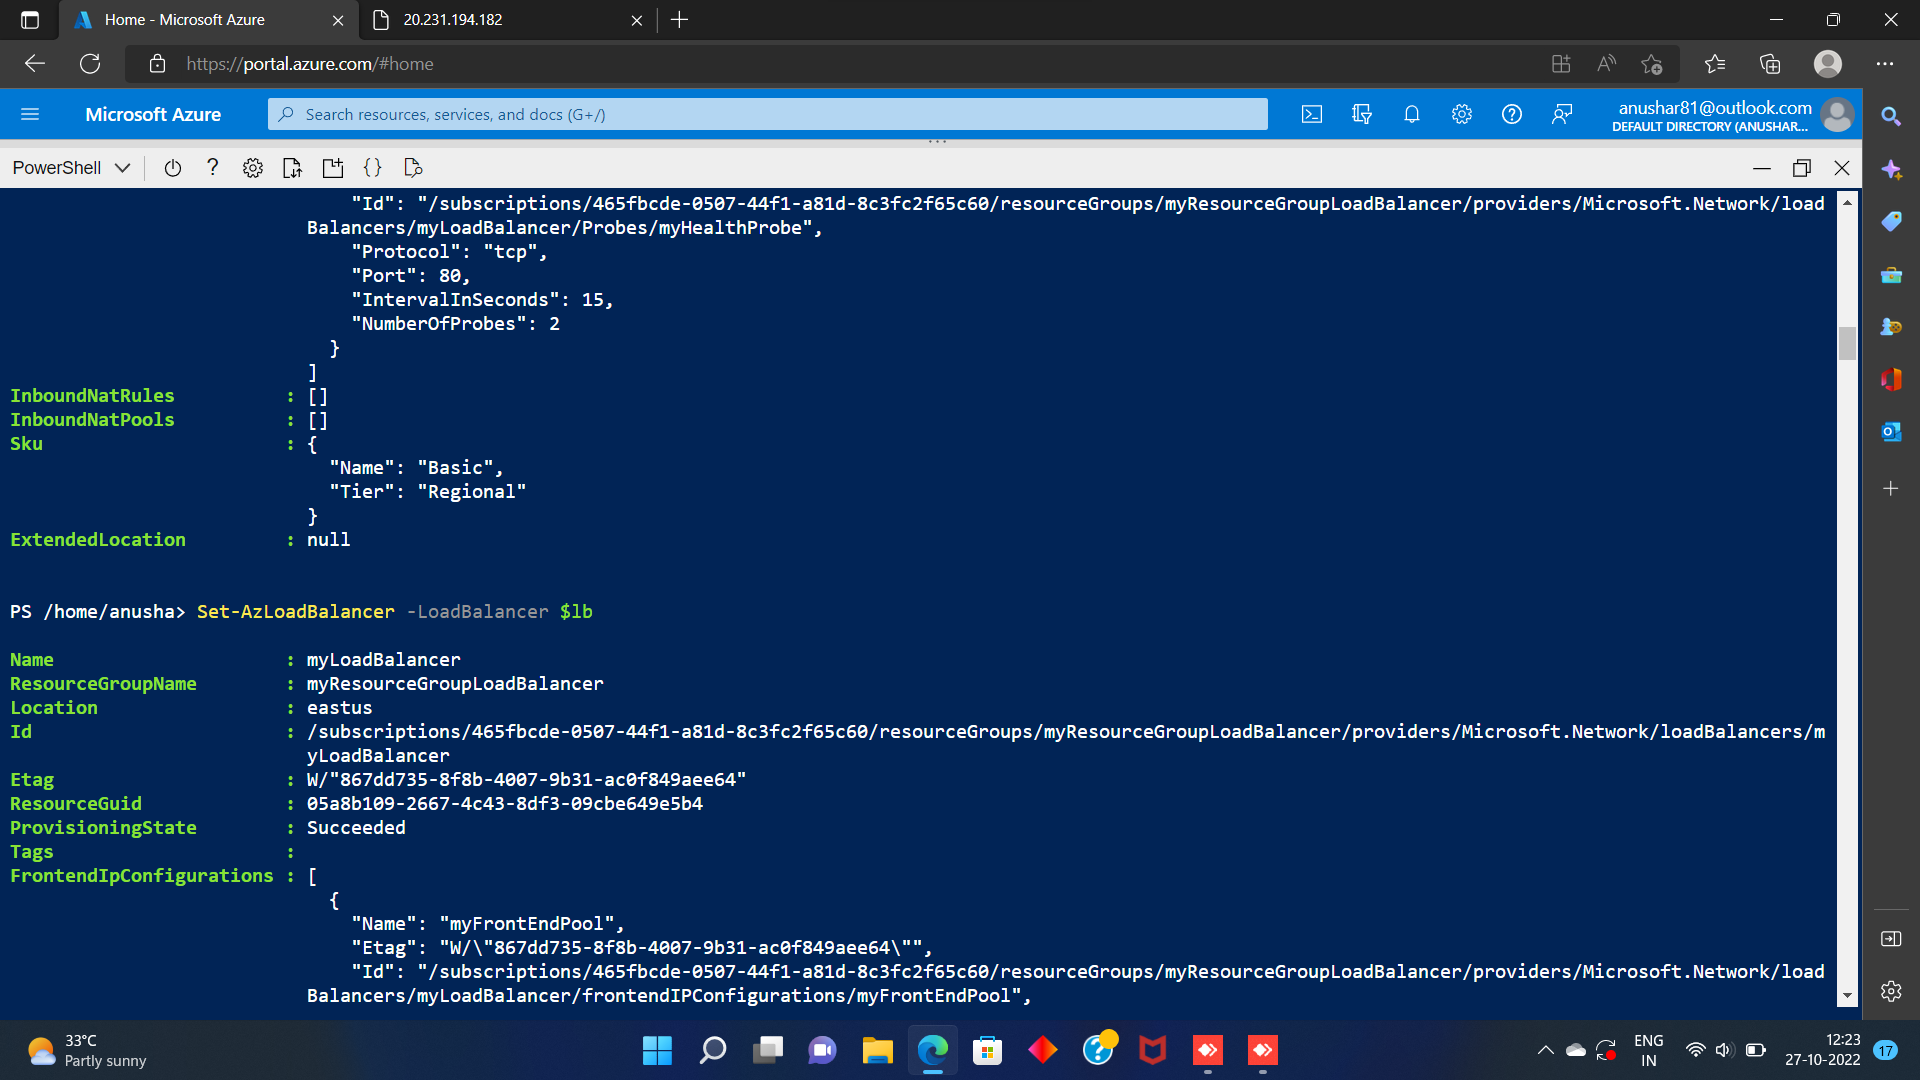 Home - Microsoft Azure
20.231.194.182
https://portal.azure.com/#home
Microsoft Azure
Search resources, services, and docs (G+/)
anushar81@outlook.com
DEFAULT DIRECTORY (ANUSHAR...
PowerShell
"Id": "/subscriptions/465fbcde-0507-44f1-a81d-8c3fc2f65c60/resourceGroups/myResourceGroupLoadBalancer/providers/Microsoft.Network/load
Balancers/myLoadBalancer/Probes/myHealthProbe",
"Protocol": "tcp",
"Port": 80,
"IntervalInSeconds": 15,
"NumberOfProbes": 2
}
]
InboundNatRules : []
InboundNatPools : []
Sku : {
"Name": "Basic",
"Tier": "Regional"
}
ExtendedLocation : null
PS /home/anusha> Set-AzLoadBalancer -LoadBalancer $lb
Name : myLoadBalancer
ResourceGroupName : myResourceGroupLoadBalancer
Location : eastus
Id : /subscriptions/465fbcde-0507-44f1-a81d-8c3fc2f65c60/resourceGroups/myResourceGroupLoadBalancer/providers/Microsoft.Network/loadBalancers/m
yLoadBalancer
Etag : W/"867dd735-8f8b-4007-9b31-ac0f849aee64"
ResourceGuid : 05a8b109-2667-4c43-8df3-09cbe649e5b4
ProvisioningState : Succeeded
Tags :
FrontendIpConfigurations : [
{
"Name": "myFrontEndPool",
"Etag": "W/\"867dd735-8f8b-4007-9b31-ac0f849aee64\"",
"Id": "/subscriptions/465fbcde-0507-44f1-a81d-8c3fc2f65c60/resourceGroups/myResourceGroupLoadBalancer/providers/Microsoft.Network/load
Balancers/myLoadBalancer/frontendIPConfigurations/myFrontEndPool",
33°C
Partly sunny
ENG
IN
12:23
27-10-2022
17